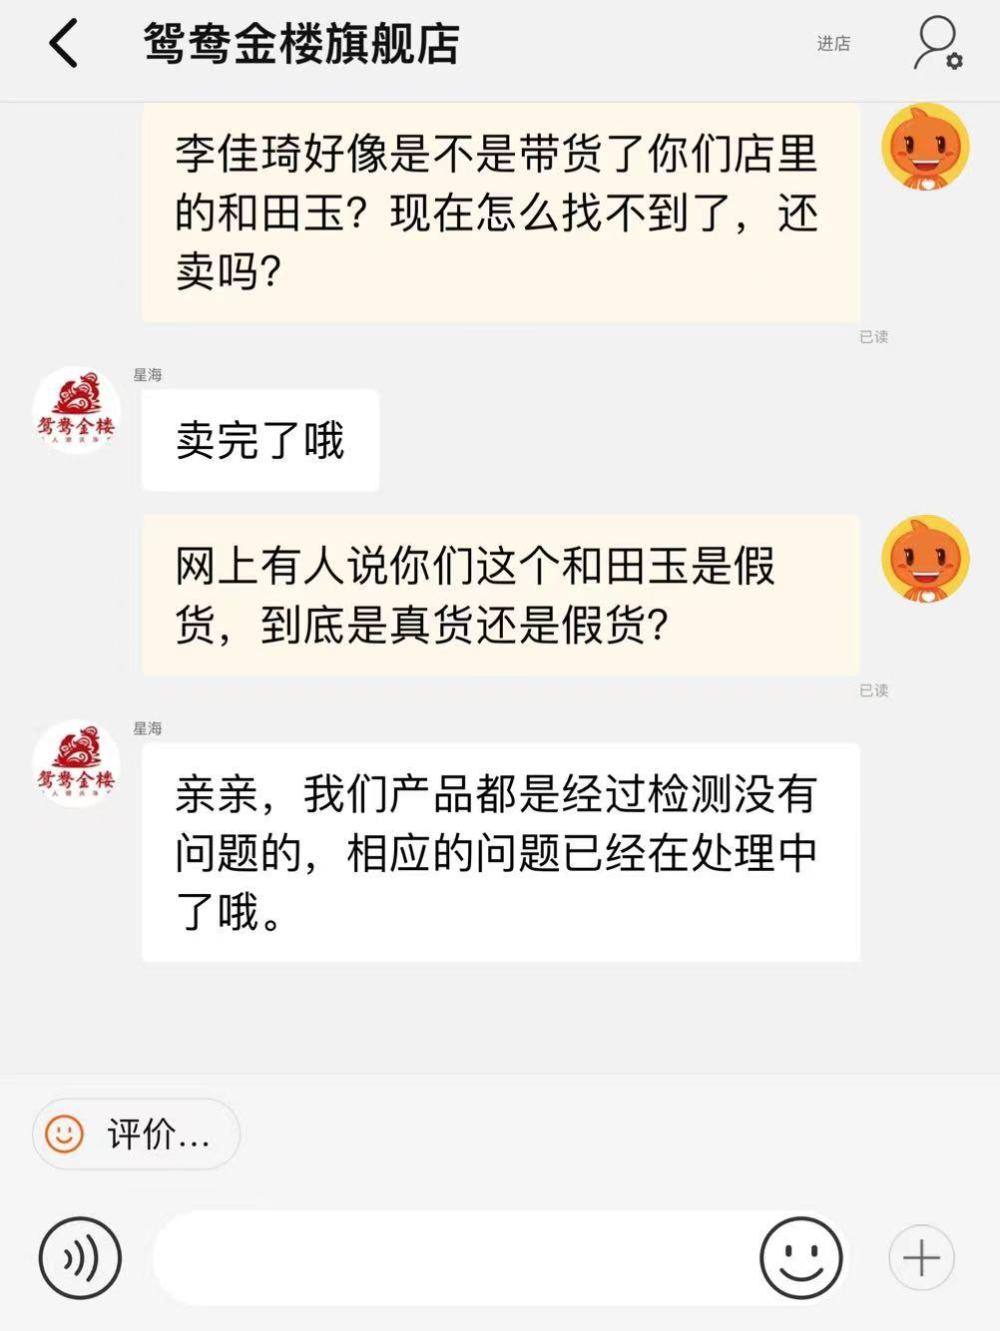 鸳鸯金楼旗舰店
进店
李佳琦好像是不是带货了你们店里
的和田玉？现在怎么找不到了，还
卖吗？
已读
星海
鸳鸯金楼
卖完了哦
网上有人说你们这个和田玉是假
货，到底是真货还是假货？
已读
星海
鸳鸯金楼
亲亲，我们产品都是经过检测没有
问题的，相应的问题已经在处理中
了哦。
评价...